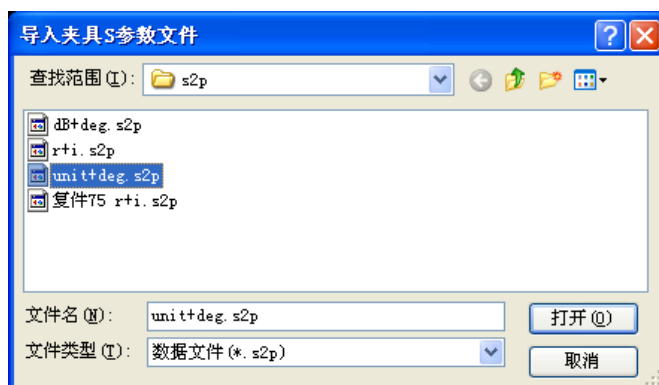 导入夹具S参数文件
查找范围(I): s2p
dB+deg.s2p
r+i.s2p
unit+deg.s2p
复件75 r+i.s2p
文件名(N): unit+deg.s2p 打开(O)
文件类型(T): 数据文件(*.s2p) 取消